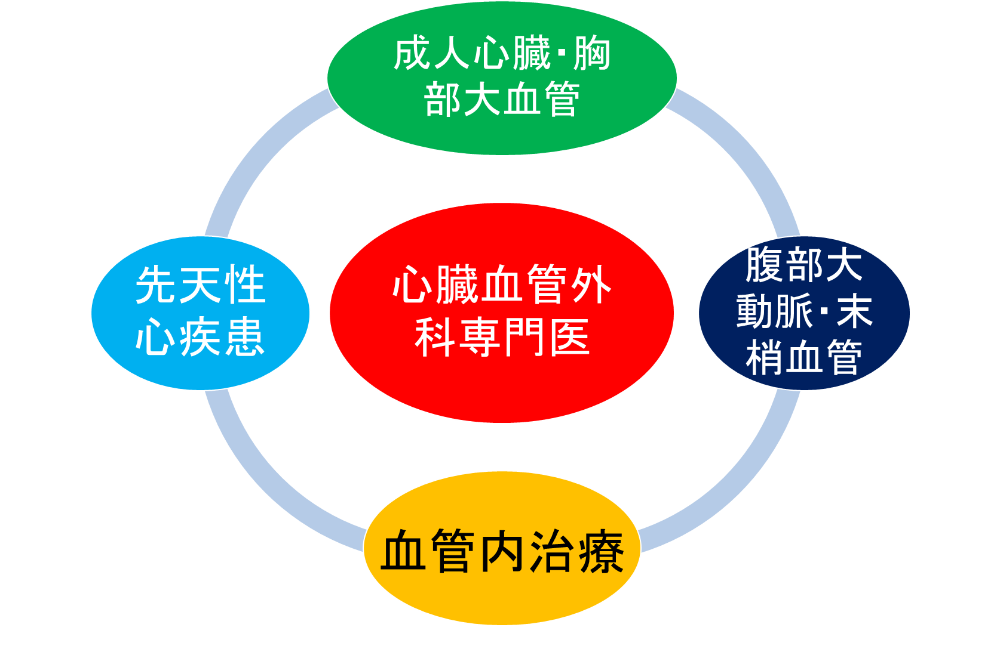 成人心臓・胸
部大血管
先天性
心疾患
心臓血管外
科専門医
腹部大
動脈・末
梢血管
血管内治療